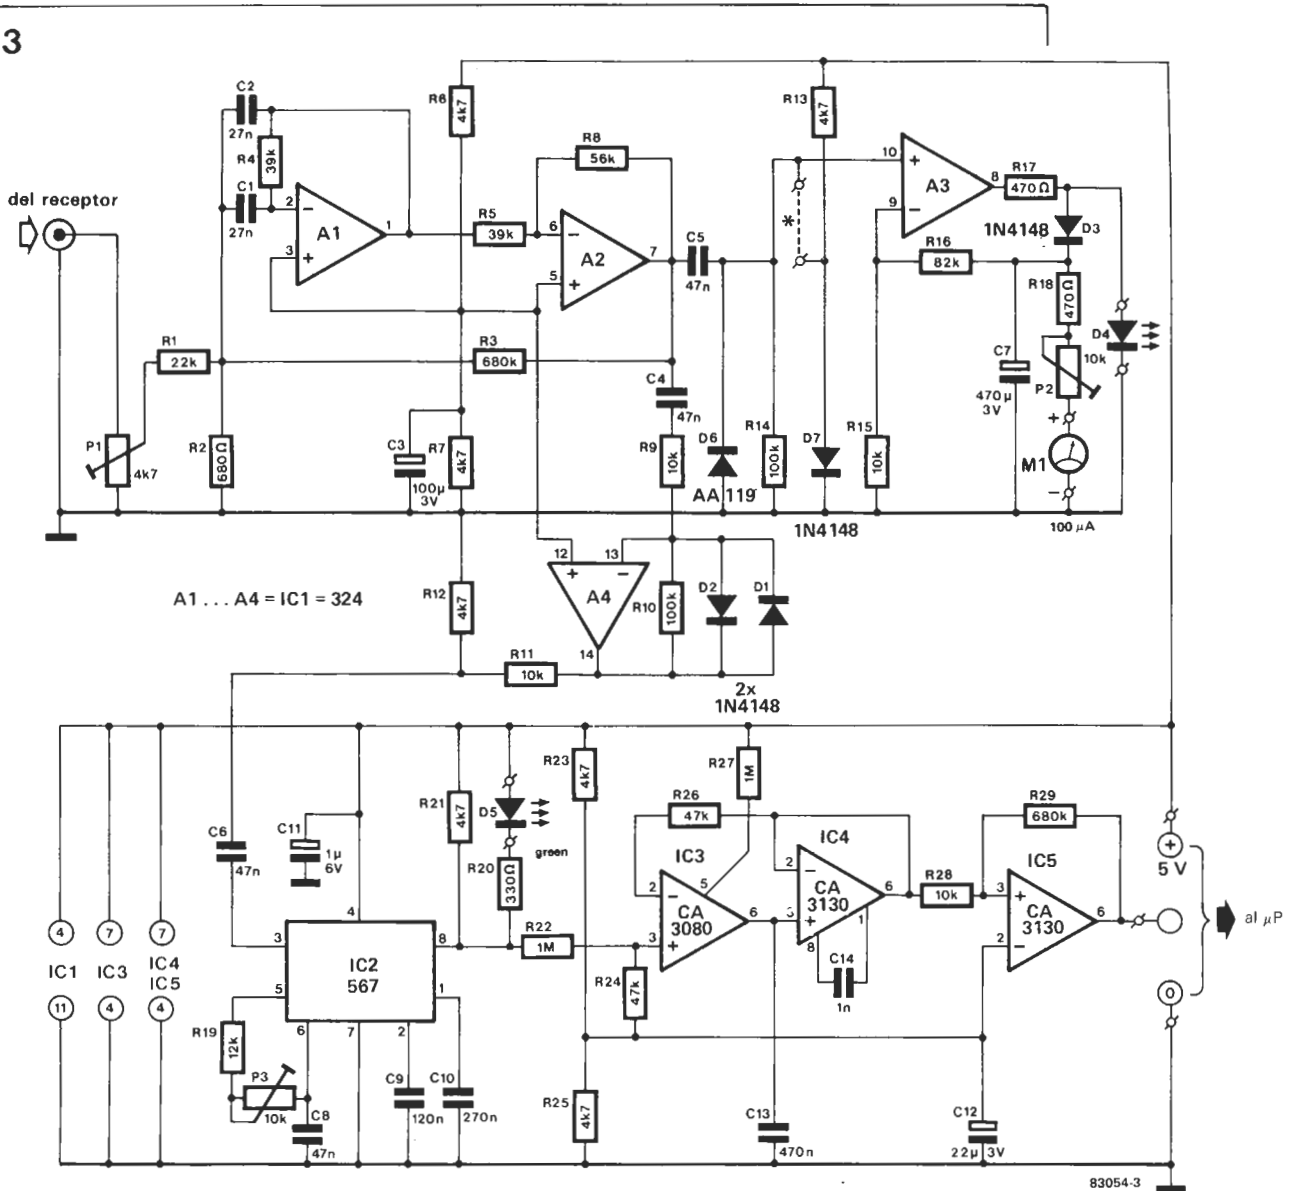 3
C2
27n
R4
39k
C1
27n
R6
4k7
R13
4k7
R8
56k
del receptor
2
−
3
+
A1
1
R5
39k
6
−
5
+
A2
7
C5
47n
*
10
+
9
−
A3
8
R17
470 Ω
1N4148
D3
R16
82k
R18
470 Ω
D4
R1
22k
R3
680k
C4
47n
C7
470 µ
3V
10k
P2
+
M1
−
100 µA
P1
4k7
R2
680 Ω
C3
100µ
3V
R7
4k7
R9
10k
D6
AA 119
R14
100k
D7
1N4148
R15
10k
A1 . . . A4 = IC1 = 324
R12
4k7
12
+
13
−
A4
14
R10
100k
D2
D1
R11
10k
2x
1N4148
R23
4k7
R27
1M
R21
4k7
D5
green
R20
330Ω
R26
47k
R29
680k
C6
47n
C11
1µ
6V
4
3
5
6
7
2
1
8
IC2
567
R22
1M
IC3
2
−
3
+
5
6
CA
3080
IC4
2
−
+
8
1
6
CA
3130
C14
1n
R28
10k
IC5
3
+
2
−
6
CA
3130
+
5 V
al µP
0
4
IC1
11
7
IC3
4
7
IC4
IC5
4
R19
12k
P3
10k
C8
47n
C9
120n
C10
270n
R24
47k
R25
4k7
C13
470n
C12
22µ
3V
83054-3